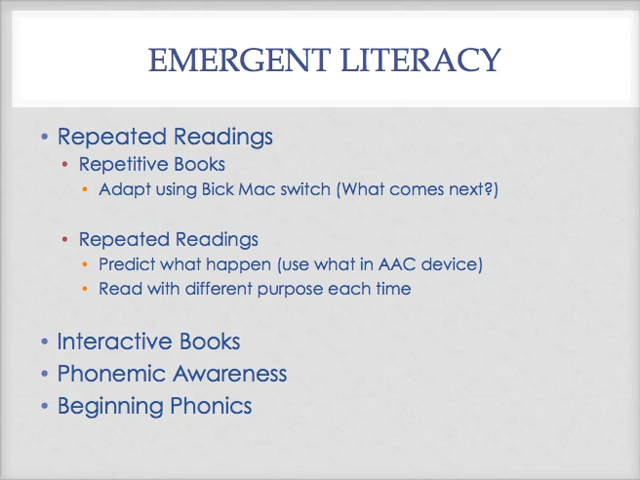 EMERGENT LITERACY
• Repeated Readings
• Repetitive Books
• Adapt using Bick Mac switch (What comes next?)
• Repeated Readings
• Predict what happen (use what in AAC device)
• Read with different purpose each time
• Interactive Books
• Phonemic Awareness
• Beginning Phonics